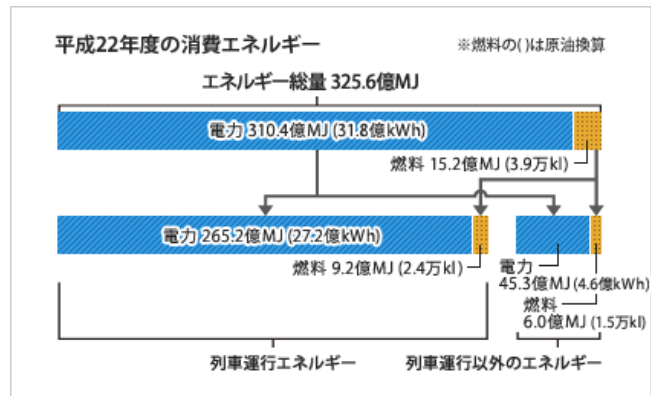 平成22年度の消費エネルギー
※燃料の( )は原油換算
エネルギー総量 325.6億MJ
電力 310.4億MJ (31.8億kWh)
燃料 15.2億MJ (3.9万kl)
電力 265.2億MJ (27.2億kWh)
燃料 9.2億MJ (2.4万kl)
電力
45.3億MJ (4.6億kWh)
燃料
6.0億MJ (1.5万kl)
列車運行エネルギー
列車運行以外のエネルギー